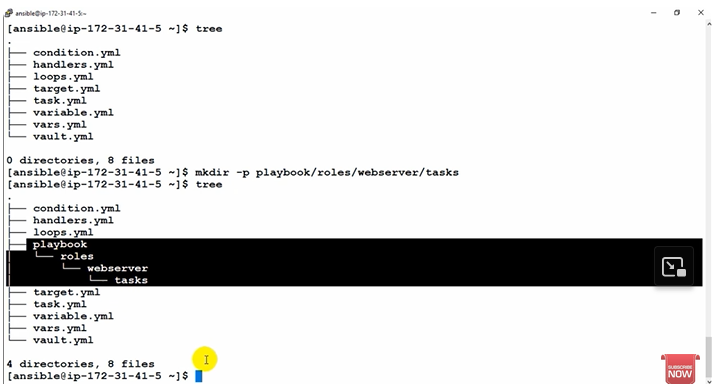 ansible@ip-172-31-41-5:~
[ansible@ip-172-31-41-5 ~]$ tree
.
├── condition.yml
├── handlers.yml
├── loops.yml
├── target.yml
├── task.yml
├── variable.yml
├── vars.yml
└── vault.yml
0 directories, 8 files
[ansible@ip-172-31-41-5 ~]$ mkdir -p playbook/roles/webserver/tasks
[ansible@ip-172-31-41-5 ~]$ tree
.
├── condition.yml
├── handlers.yml
├── loops.yml
├── playbook
│   └── roles
│       └── webserver
│           └── tasks
├── target.yml
├── task.yml
├── variable.yml
├── vars.yml
└── vault.yml
4 directories, 8 files
[ansible@ip-172-31-41-5 ~]$
SUBSCRIBE
NOW